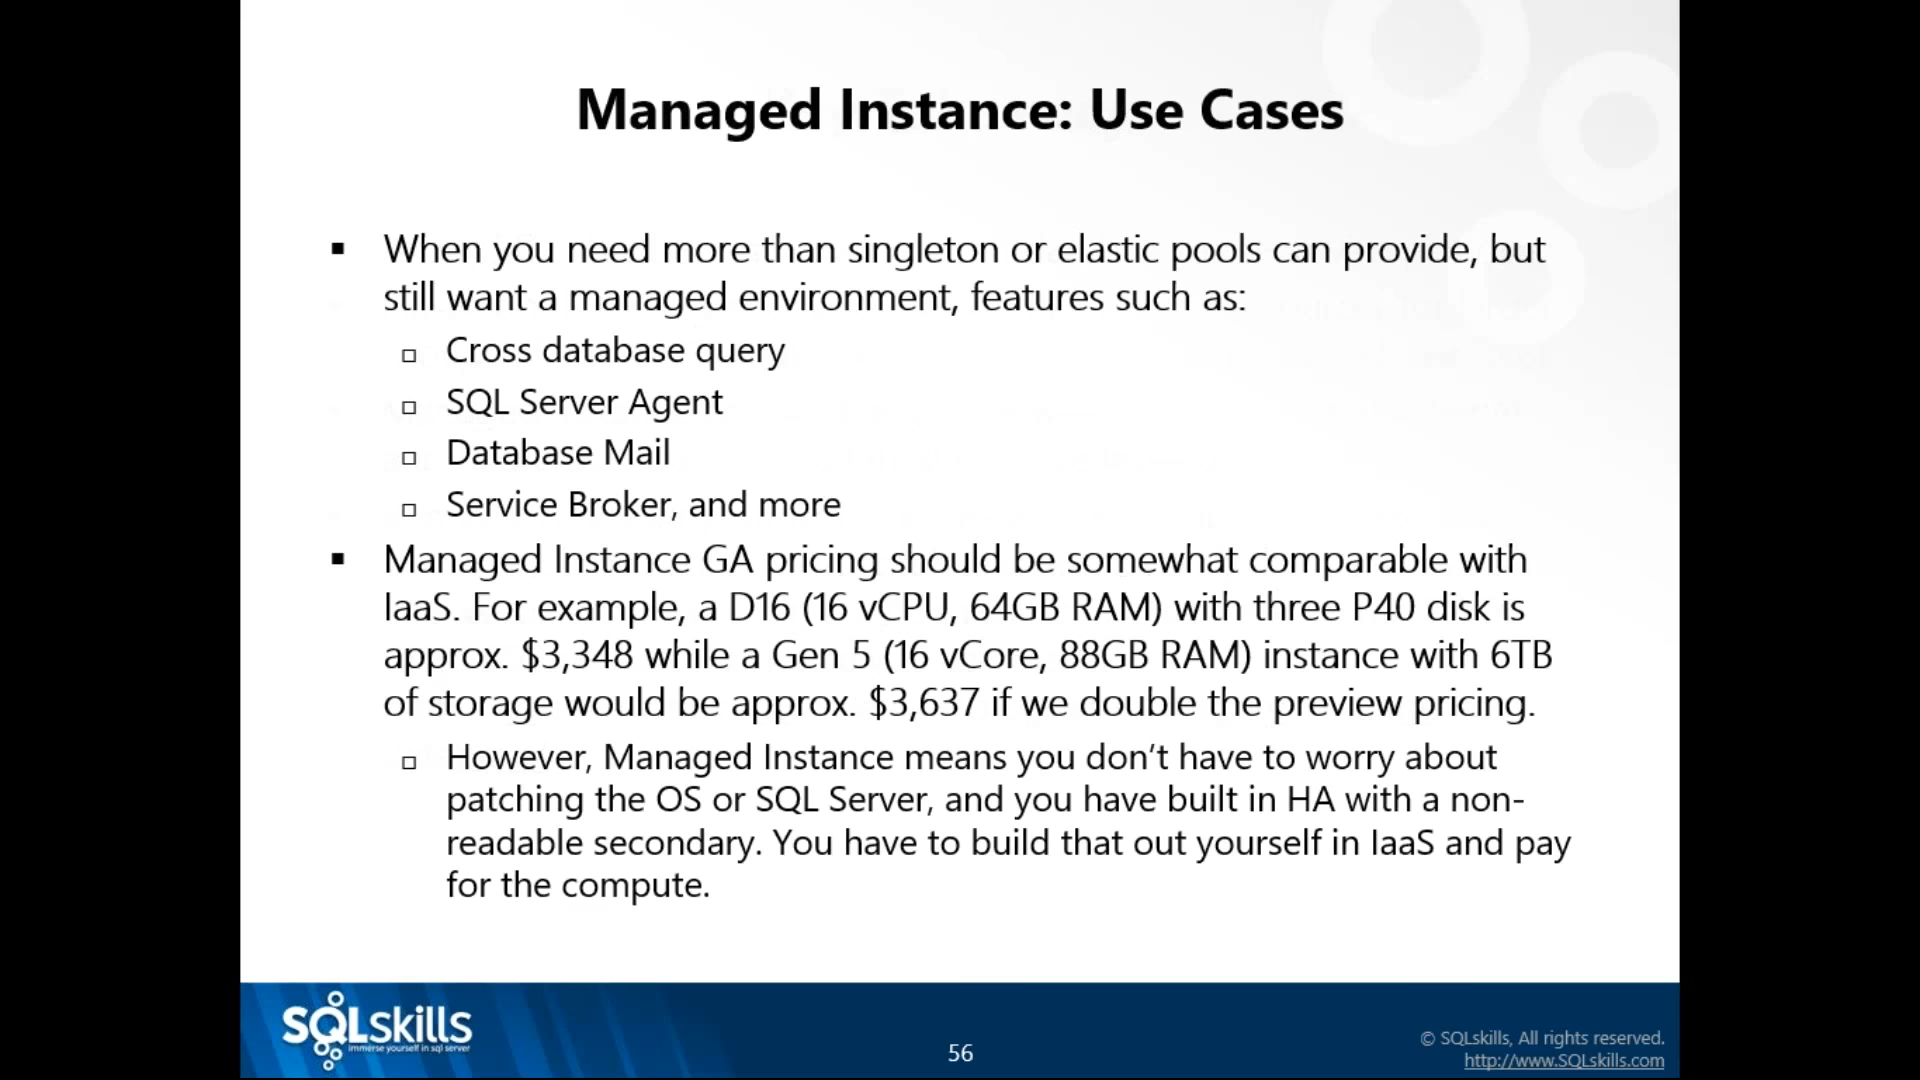 Managed Instance: Use Cases
▪ When you need more than singleton or elastic pools can provide, but
still want a managed environment, features such as:
▫ Cross database query
▫ SQL Server Agent
▫ Database Mail
▫ Service Broker, and more
▪ Managed Instance GA pricing should be somewhat comparable with
IaaS. For example, a D16 (16 vCPU, 64GB RAM) with three P40 disk is
approx. $3,348 while a Gen 5 (16 vCore, 88GB RAM) instance with 6TB
of storage would be approx. $3,637 if we double the preview pricing.
▫ However, Managed Instance means you don’t have to worry about
patching the OS or SQL Server, and you have built in HA with a non-
readable secondary. You have to build that out yourself in IaaS and pay
for the compute.
SQLskills
immerse yourself in sql server
56
© SQLskills, All rights reserved.
http://www.SQLskills.com